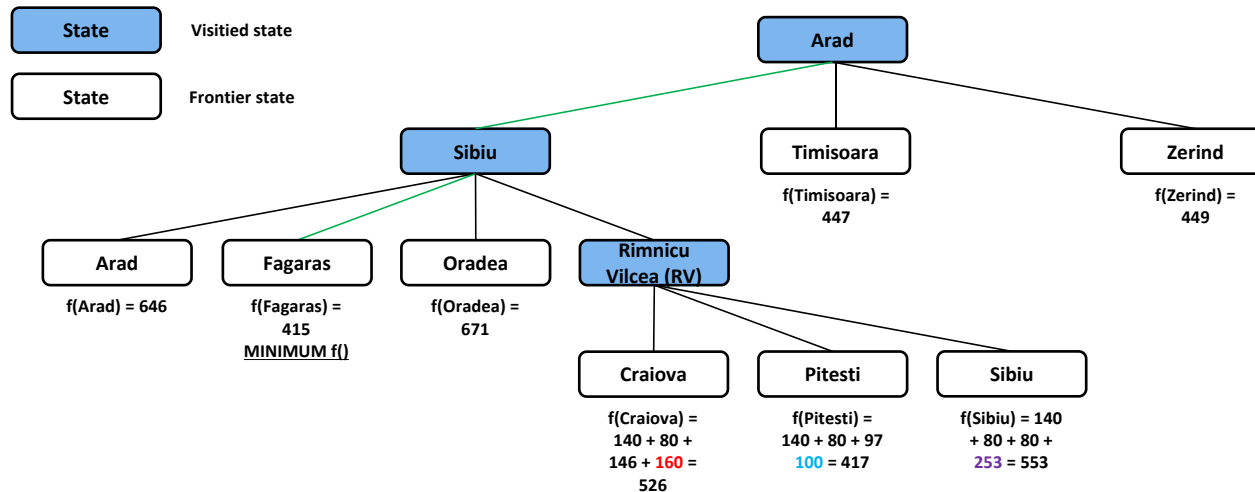 State
Visitied state
Arad
State
Frontier state
Sibiu
Timisoara
Zerind
f(Timisoara) =
447
f(Zerind) =
449
Arad
Fagaras
Oradea
Rimnicu
Vilcea (RV)
f(Arad) = 646
f(Fagaras) =
415
MINIMUM f()
f(Oradea) =
671
Craiova
Pitesti
Sibiu
f(Craiova) =
140 + 80 +
146 + 160 =
526
f(Pitesti) =
140 + 80 + 97
100 = 417
f(Sibiu) = 140
+ 80 + 80 +
253 = 553